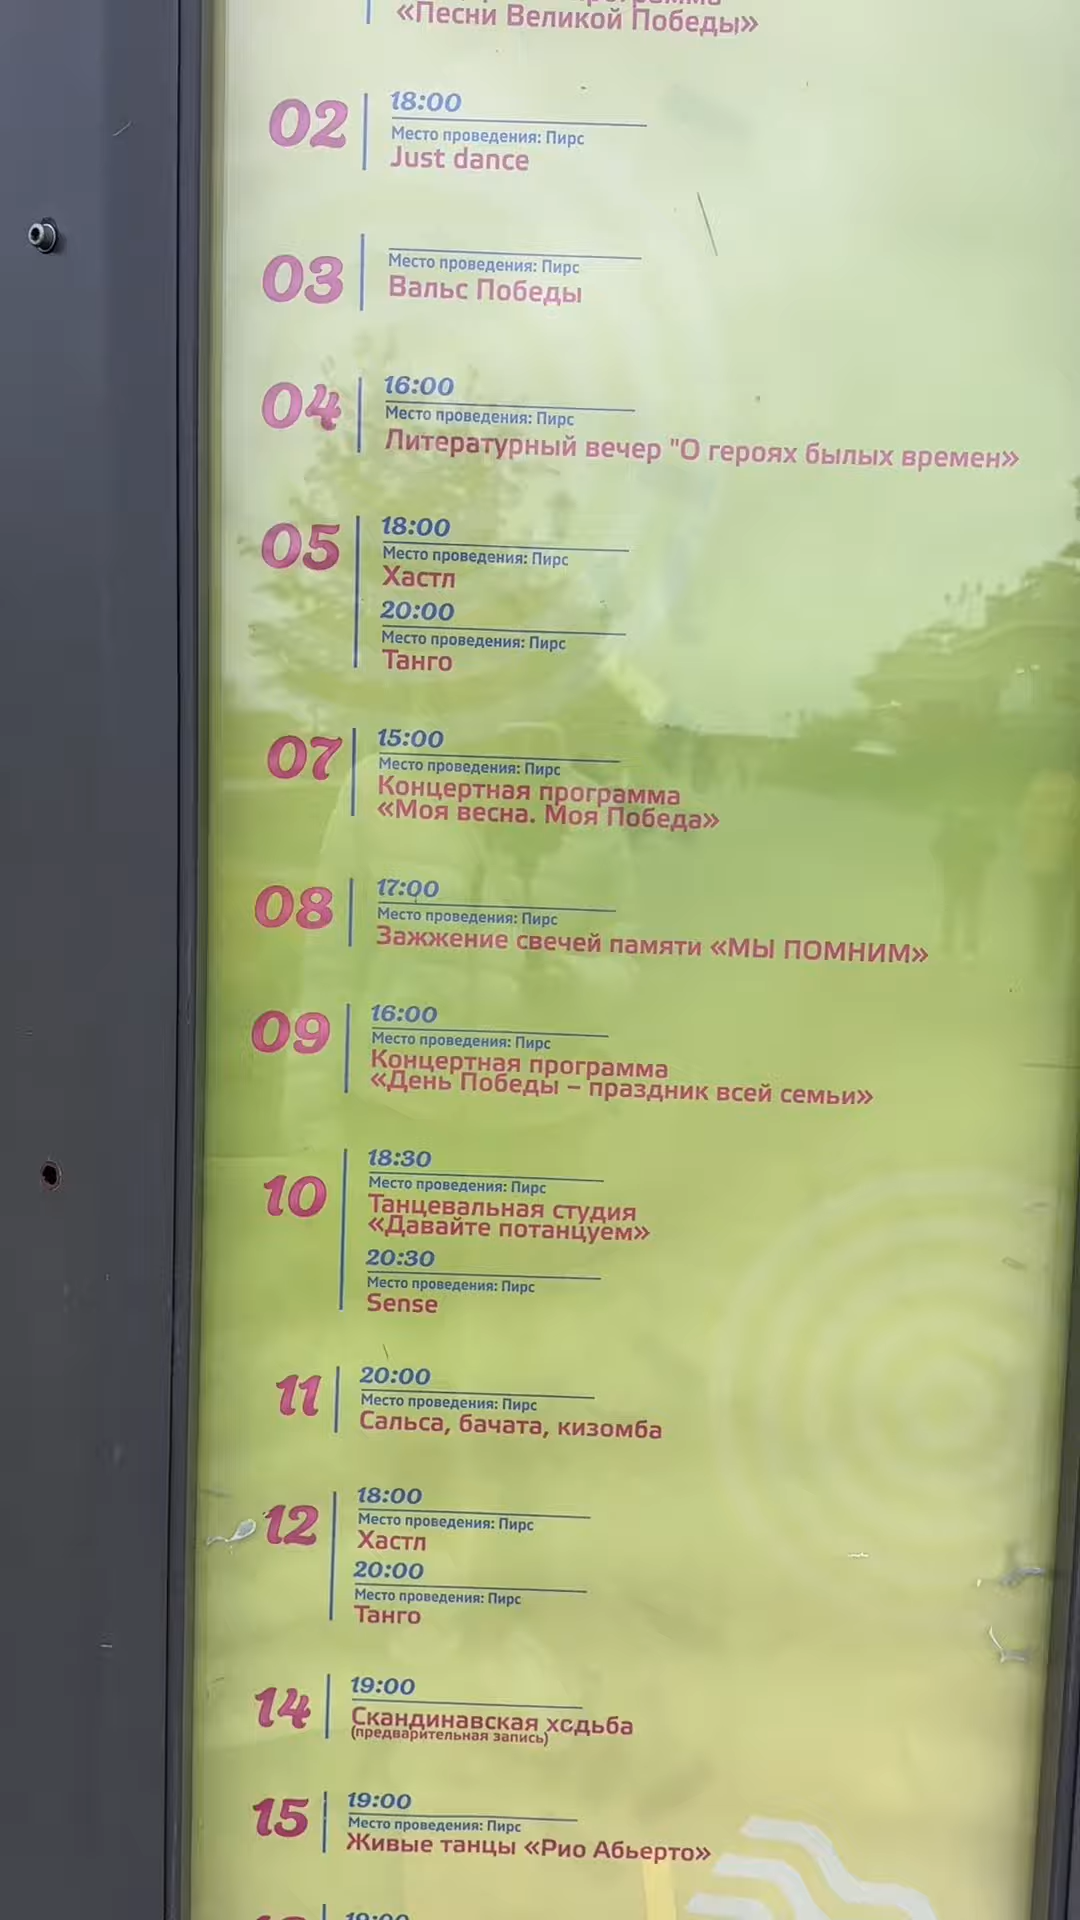 «Песни Великой Победы»
02
18:00
Место проведения: Пирс
Just dance
03
Место проведения: Пирс
Вальс Победы
04
16:00
Место проведения: Пирс
Литературный вечер "О героях былых времен»
05
18:00
Место проведения: Пирс
Хастл
20:00
Место проведения: Пирс
Танго
07
15:00
Место проведения: Пирс
Концертная программа
«Моя весна. Моя Победа»
08
17:00
Место проведения: Пирс
Зажжение свечей памяти «МЫ ПОМНИМ»
09
16:00
Место проведения: Пирс
Концертная программа
«День Победы – праздник всей семьи»
10
18:30
Место проведения: Пирс
Танцевальная студия
«Давайте потанцуем»
20:30
Место проведения: Пирс
Sense
11
20:00
Место проведения: Пирс
Сальса, бачата, кизомба
12
18:00
Место проведения: Пирс
Хастл
20:00
Место проведения: Пирс
Танго
14
19:00
Скандинавская ходьба
(предварительная запись)
15
19:00
Место проведения: Пирс
Живые танцы «Рио Абьерто»